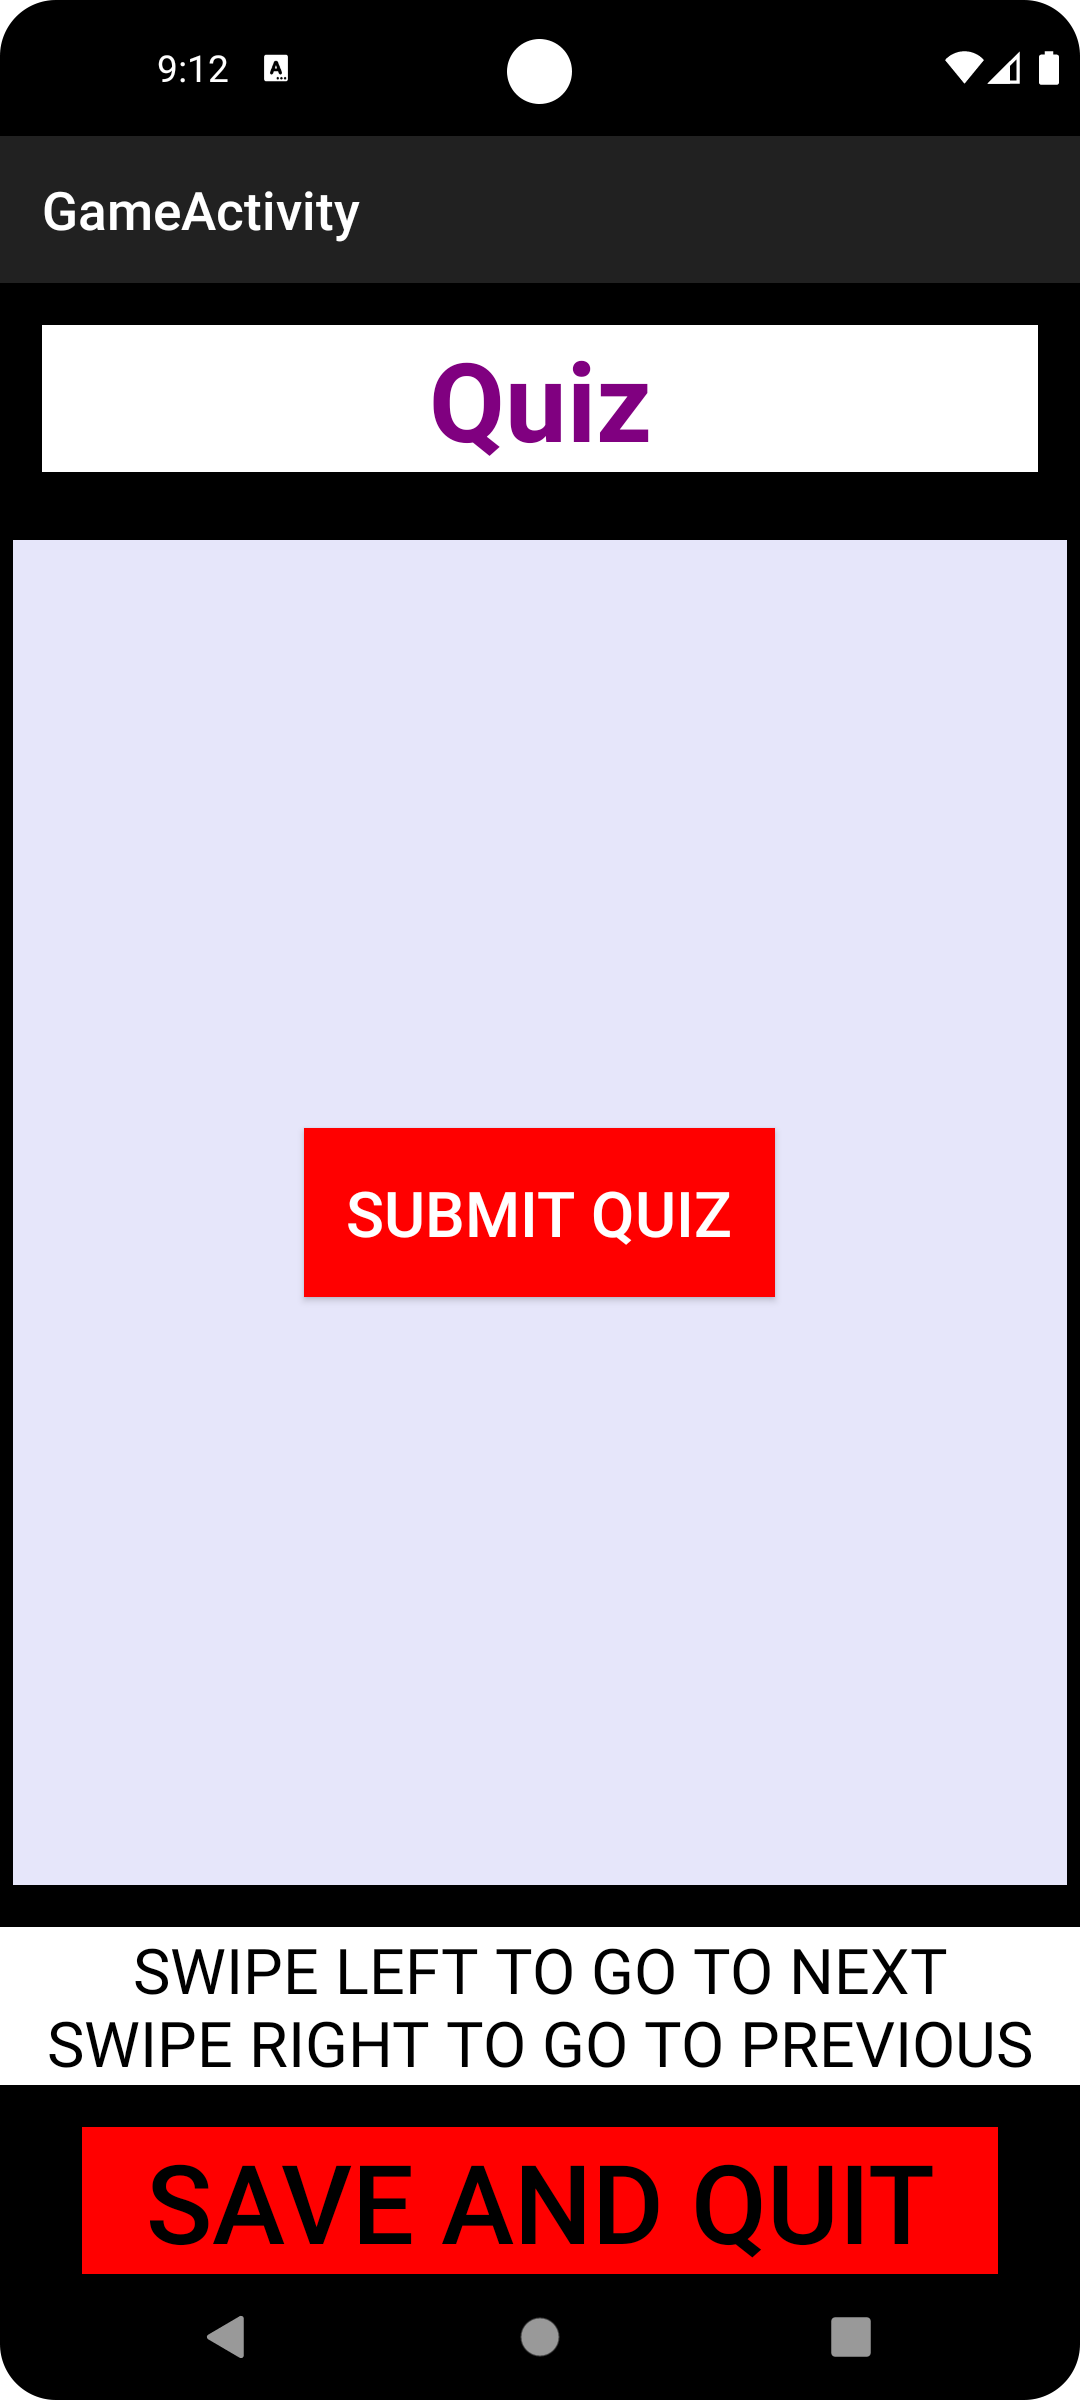 9:12
GameActivity
Quiz
SUBMIT QUIZ
SWIPE LEFT TO GO TO NEXT
SWIPE RIGHT TO GO TO PREVIOUS
SAVE AND QUIT